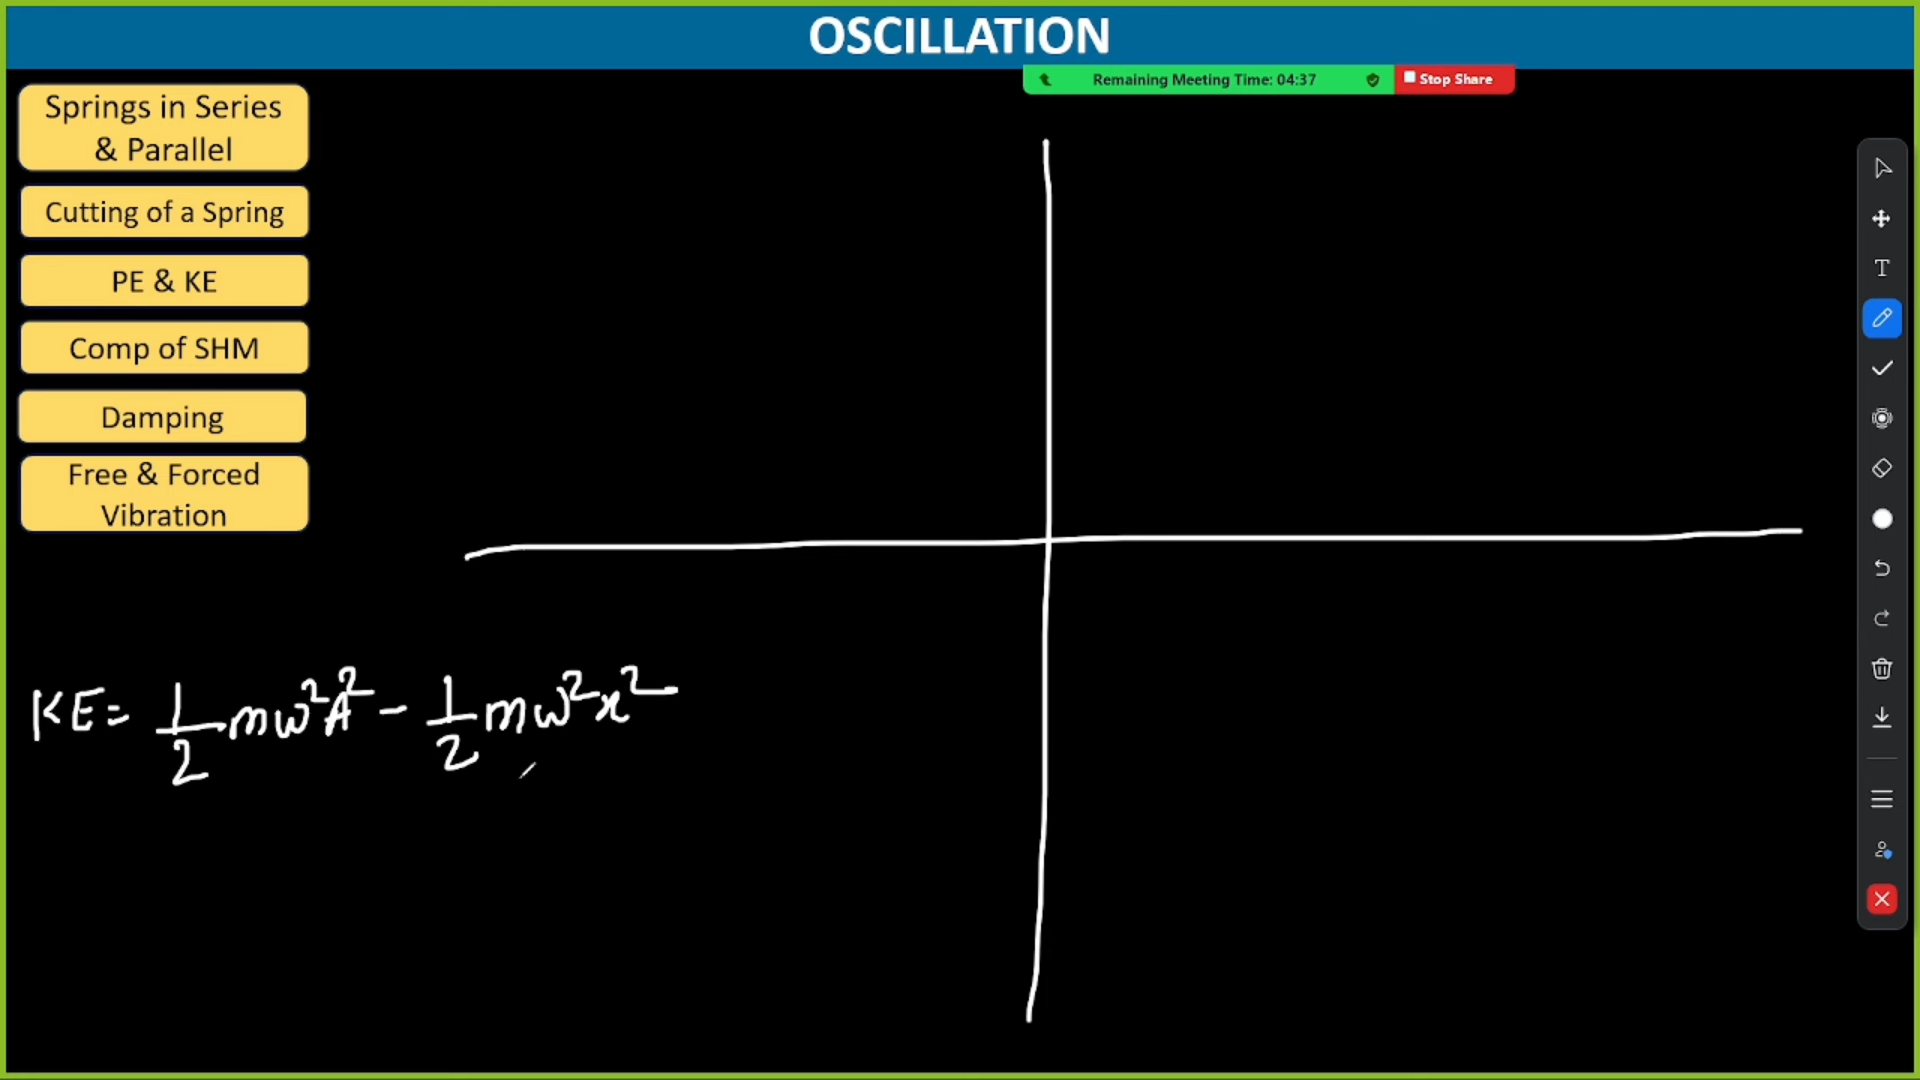 OSCILLATION
Remaining Meeting Time: 04:37
Stop Share
Springs in Series
& Parallel
Cutting of a Spring
PE & KE
Comp of SHM
Damping
Free & Forced
Vibration
T
KE = 1/2 mω²A² - 1/2 mω²x²